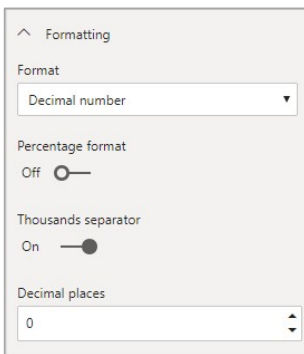 Formatting
Format
Decimal number
Percentage format
Off
Thousands separator
On
Decimal places
0